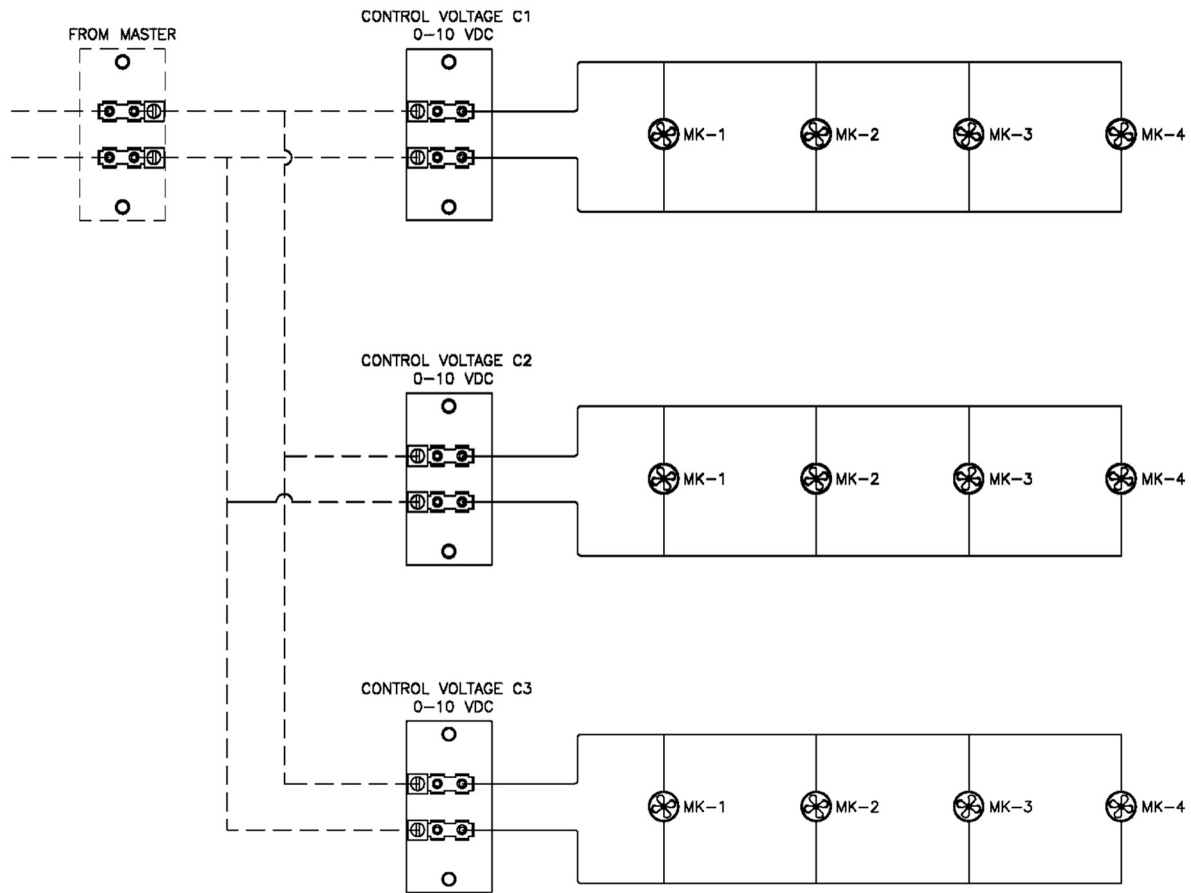 FROM MASTER
CONTROL VOLTAGE C1
0-10 VDC
MK-1
MK-2
MK-3
MK-4
CONTROL VOLTAGE C2
0-10 VDC
MK-1
MK-2
MK-3
MK-4
CONTROL VOLTAGE C3
0-10 VDC
MK-1
MK-2
MK-3
MK-4